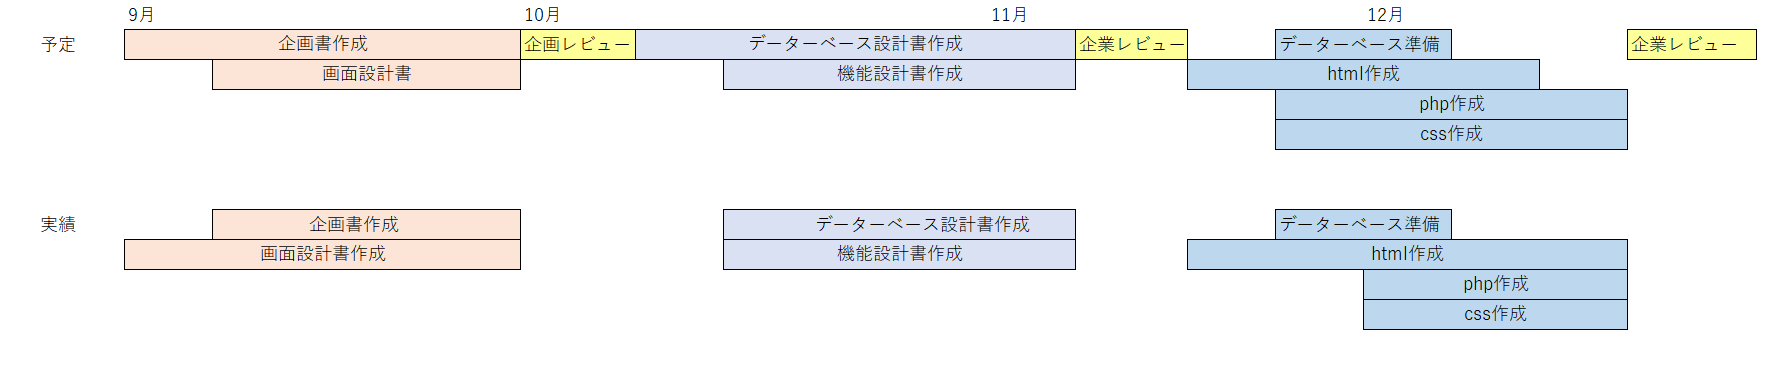 9月 10月 11月 12月
予定 企画書作成 企画レビュー データーベース設計書作成 企業レビュー データーベース準備 企業レビュー
画面設計書 機能設計書作成 html作成
php作成
css作成
実績 企画書作成 データーベース設計書作成 データーベース準備
画面設計書作成 機能設計書作成 html作成
php作成
css作成